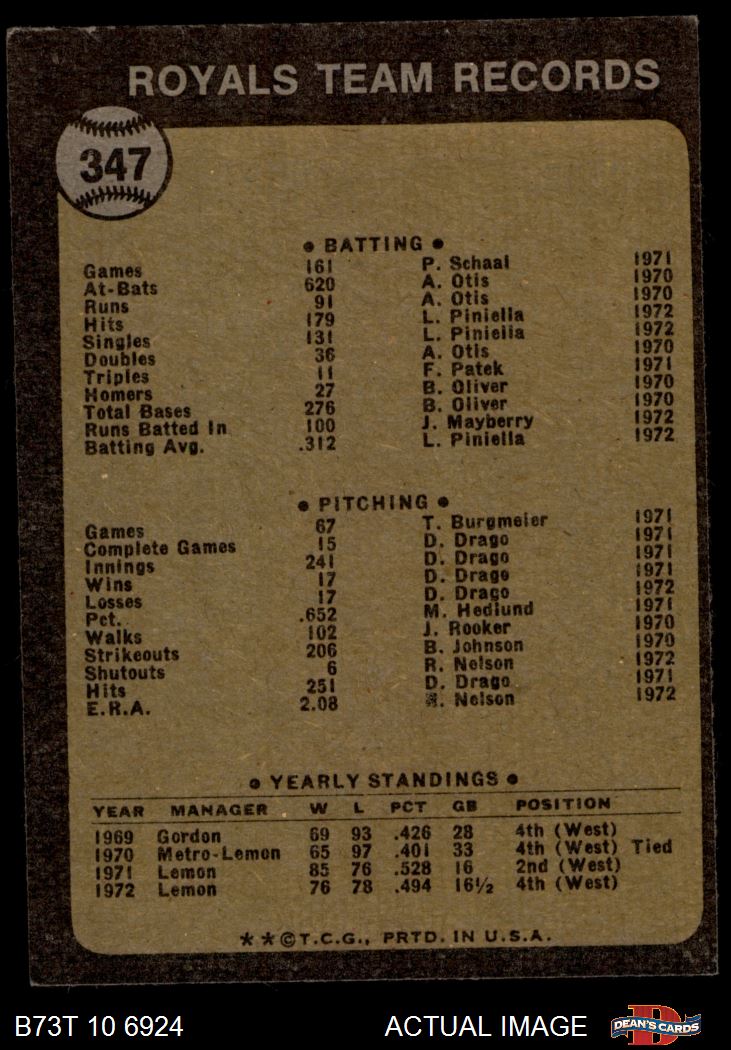 ROYALS TEAM RECORDS
347
● BATTING ●
Games 161 P. Schaal 1971
At-Bats 620 A. Otis 1970
Runs 91 A. Otis 1970
Hits 179 L. Piniella 1972
Singles 131 L. Piniella 1972
Doubles 36 A. Otis 1970
Triples 11 F. Patek 1971
Homers 27 B. Oliver 1970
Total Bases 276 B. Oliver 1970
Runs Batted In 100 J. Mayberry 1972
Batting Avg. .312 L. Piniella 1972
● PITCHING ●
Games 67 T. Burgmeier 1971
Complete Games 15 D. Drago 1971
Innings 241 D. Drago 1971
Wins 17 D. Drago 1971
Losses 17 D. Drago 1972
Pct. .652 M. Hedlund 1971
Walks 102 J. Rooker 1970
Strikeouts 206 B. Johnson 1970
Shutouts 6 R. Nelson 1972
Hits 251 D. Drago 1971
E.R.A. 2.08 R. Nelson 1972
● YEARLY STANDINGS ●
YEAR MANAGER W L PCT GB POSITION
1969 Gordon 69 93 .426 28 4th (West)
1970 Metro-Lemon 65 97 .401 33 4th (West) Tied
1971 Lemon 85 76 .528 16 2nd (West)
1972 Lemon 76 78 .494 16½ 4th (West)
★★©T.C.G., PRTD. IN U.S.A.
B73T 10 6924 ACTUAL IMAGE
D
DEAN'S CARDS